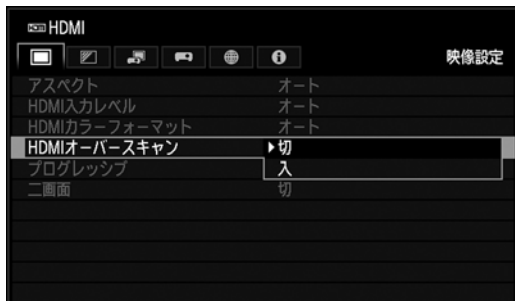 HDMI
映像設定
アスペクト オート
HDMI入力レベル オート
HDMIカラーフォーマット オート
HDMIオーバースキャン ▶切
プログレッシブ 入
二画面 切